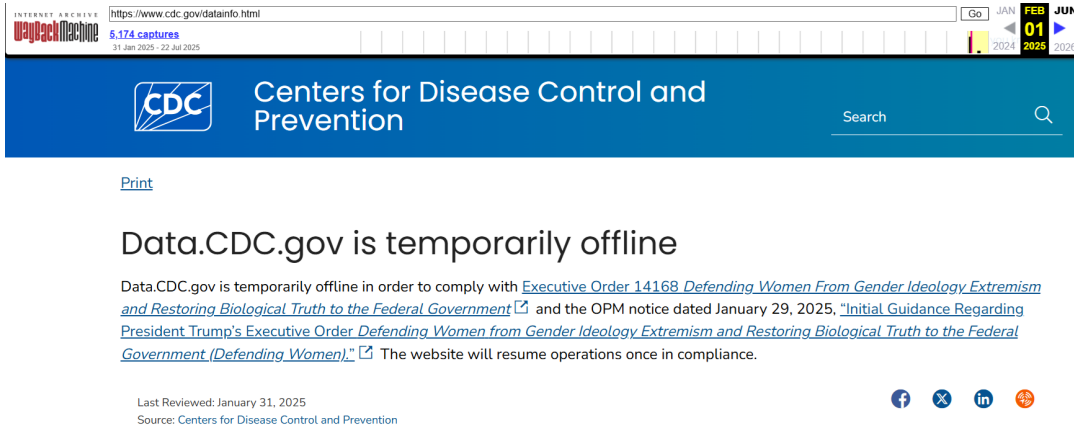 INTERNET ARCHIVE
WayBackMachine
https://www.cdc.gov/datainfo.html
Go
JAN FEB JUN
5,174 captures
01
31 Jan 2025 - 22 Jul 2025
2024 2025 2026
CDC
Centers for Disease Control and
Prevention
Search
Print
Data.CDC.gov is temporarily offline
Data.CDC.gov is temporarily offline in order to comply with Executive Order 14168 Defending Women From Gender Ideology Extremism
and Restoring Biological Truth to the Federal Government and the OPM notice dated January 29, 2025, “Initial Guidance Regarding
President Trump’s Executive Order Defending Women from Gender Ideology Extremism and Restoring Biological Truth to the Federal
Government (Defending Women).” The website will resume operations once in compliance.
Last Reviewed: January 31, 2025
Source: Centers for Disease Control and Prevention